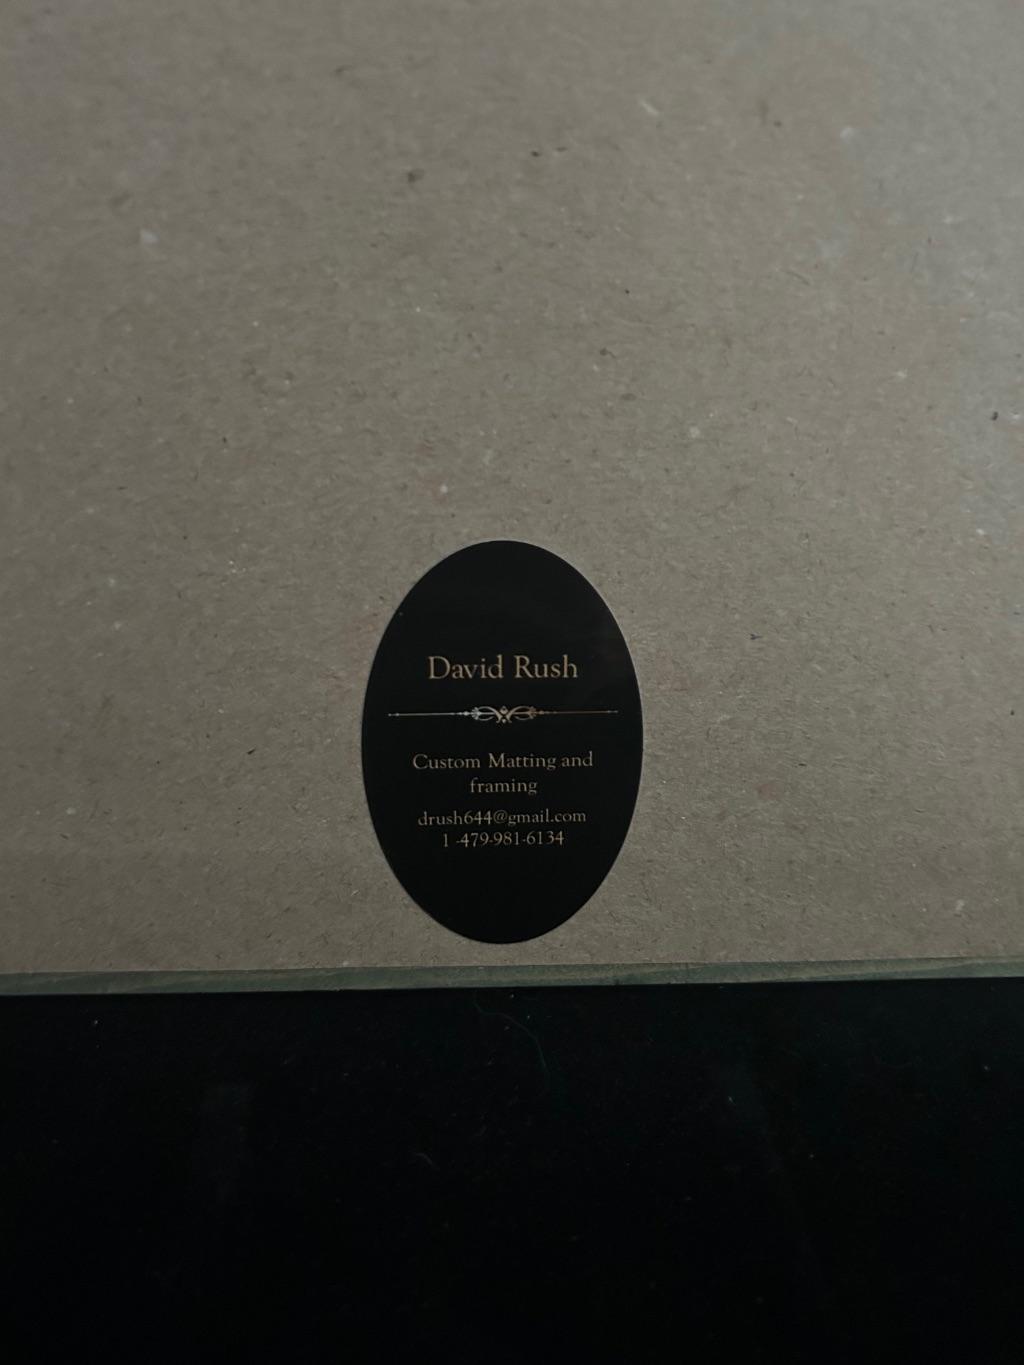 David Rush
Custom Matting and
framing
drush644@gmail.com
1 -479-981-6134